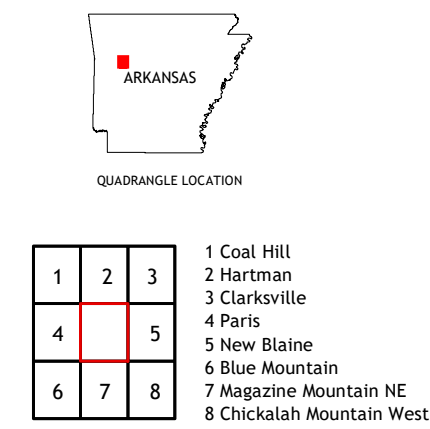 ARKANSAS
QUADRANGLE LOCATION
1 2 3
4 5
6 7 8
1 Coal Hill
2 Hartman
3 Clarksville
4 Paris
5 New Blaine
6 Blue Mountain
7 Magazine Mountain NE
8 Chickalah Mountain West